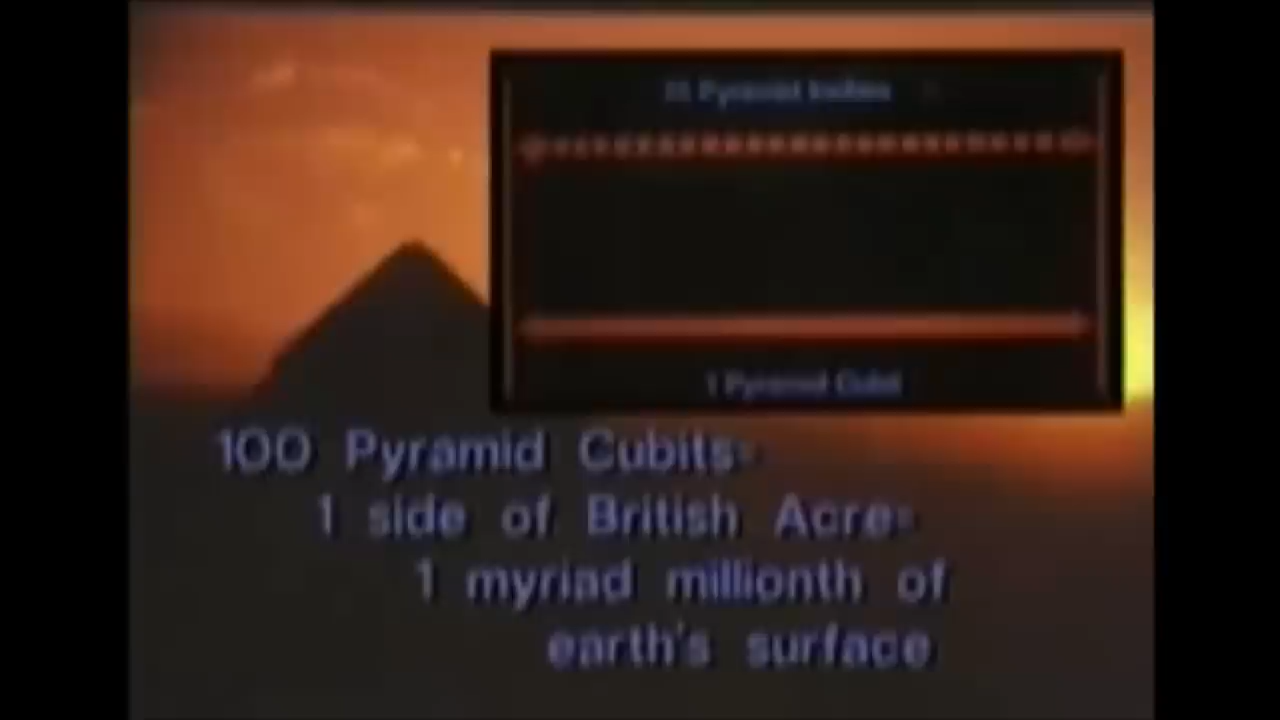 Pyramid Inches
1 Pyramid Cubit
100 Pyramid Cubits=
1 side of British Acre=
1 myriad millionth of
earth's surface